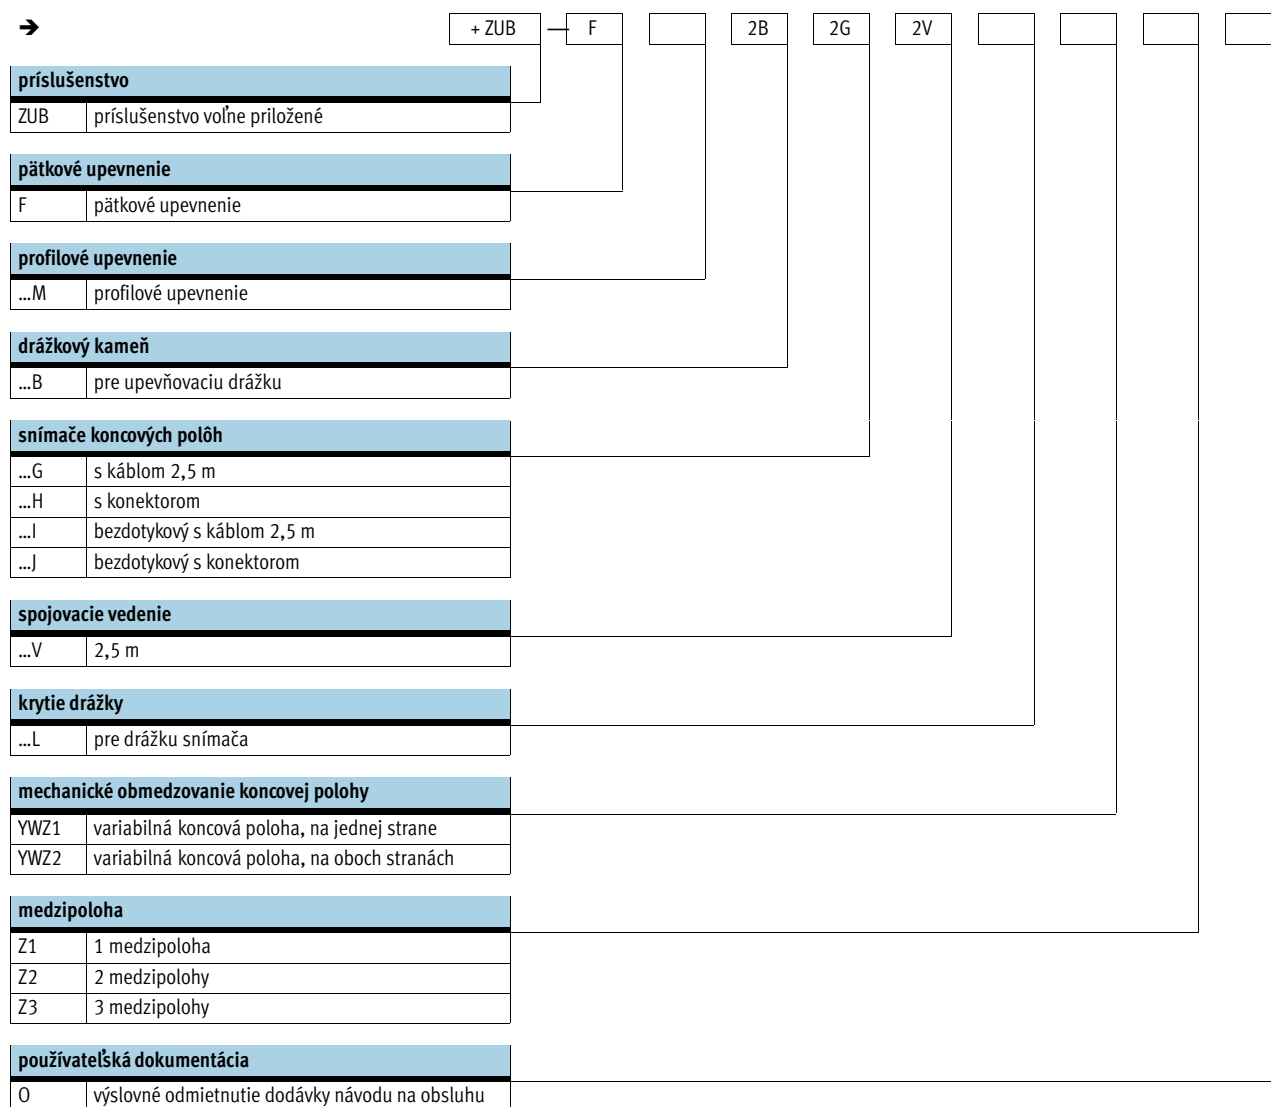 ➔ + ZUB — F 2B 2G 2V
príslušenstvo
ZUB príslušenstvo voľne priložené
pätkové upevnenie
F pätkové upevnenie
profilové upevnenie
...M profilové upevnenie
drážkový kameň
...B pre upevňovaciu drážku
snímače koncových polôh
...G s káblom 2,5 m
...H s konektorom
...I bezdotykový s káblom 2,5 m
...J bezdotykový s konektorom
spojovacie vedenie
...V 2,5 m
krytie drážky
...L pre drážku snímača
mechanické obmedzovanie koncovej polohy
YWZ1 variabilná koncová poloha, na jednej strane
YWZ2 variabilná koncová poloha, na oboch stranách
medzipoloha
Z1 1 medzipoloha
Z2 2 medzipolohy
Z3 3 medzipolohy
používateľská dokumentácia
O výslovné odmietnutie dodávky návodu na obsluhu